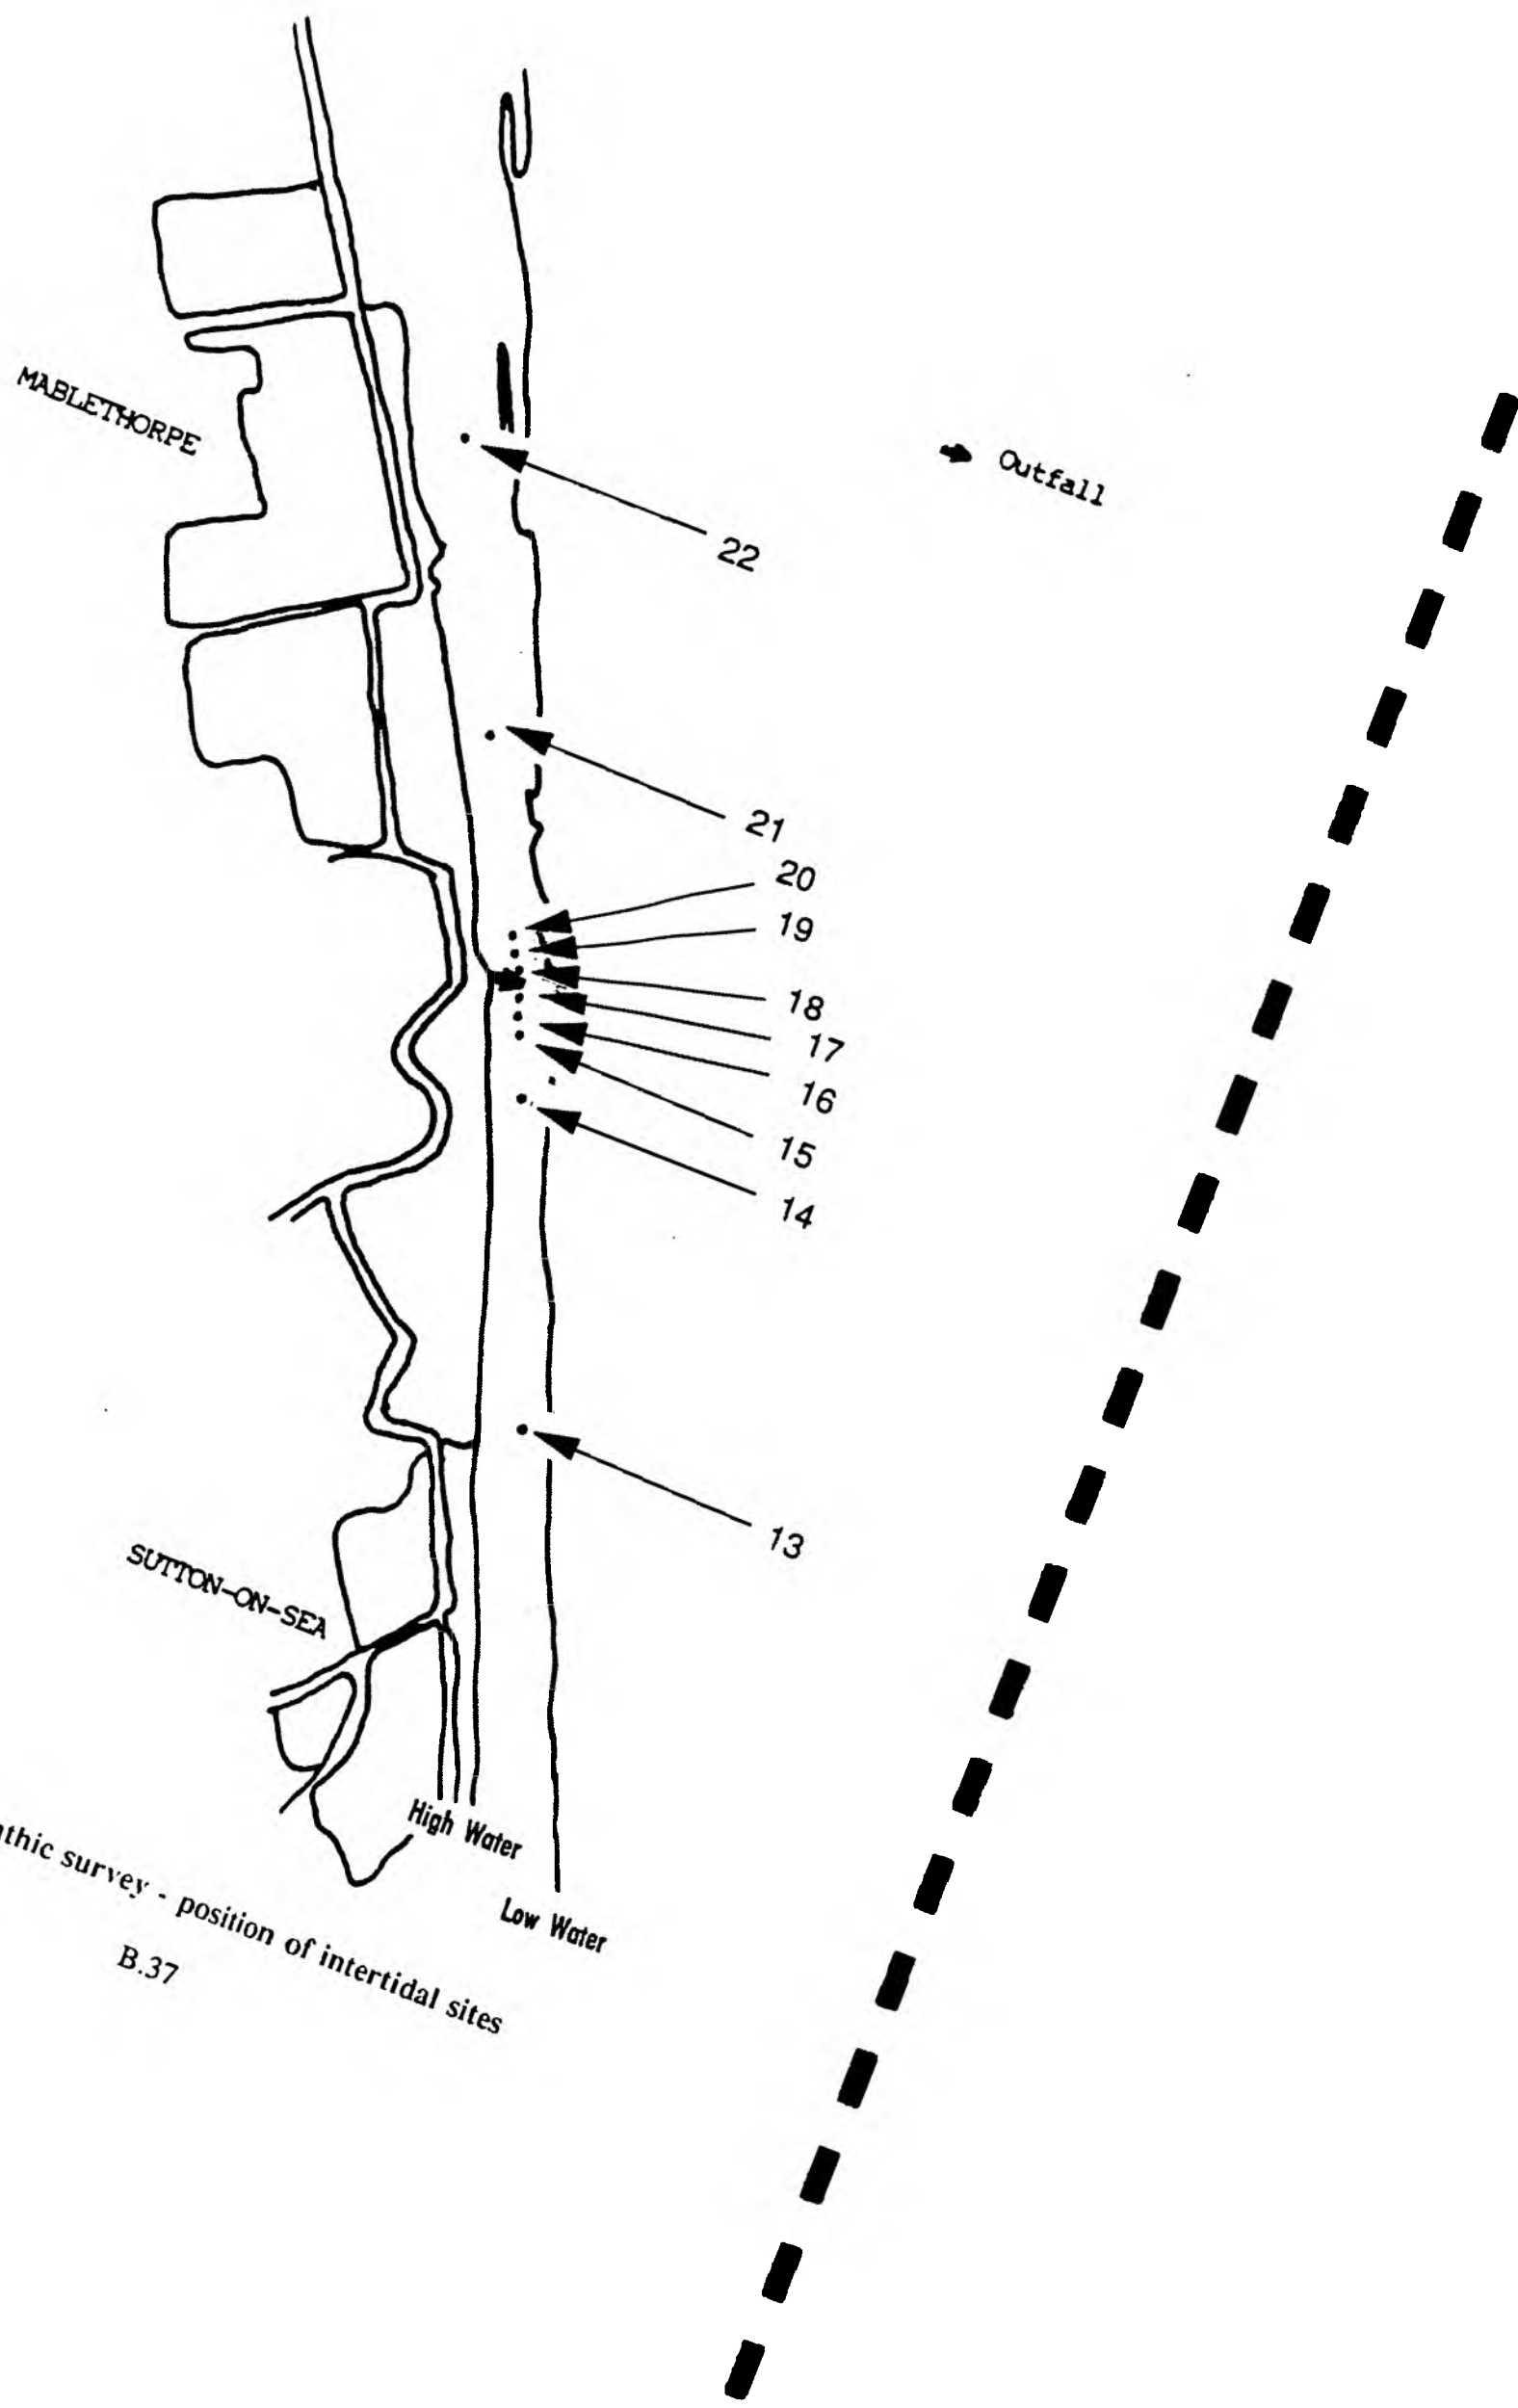 MABLETHORPE
Outfall
22
21
20
19
18
17
16
15
14
13
SUTTON-ON-SEA
High Water
Low Water
survey - position of intertidal sites
B.37